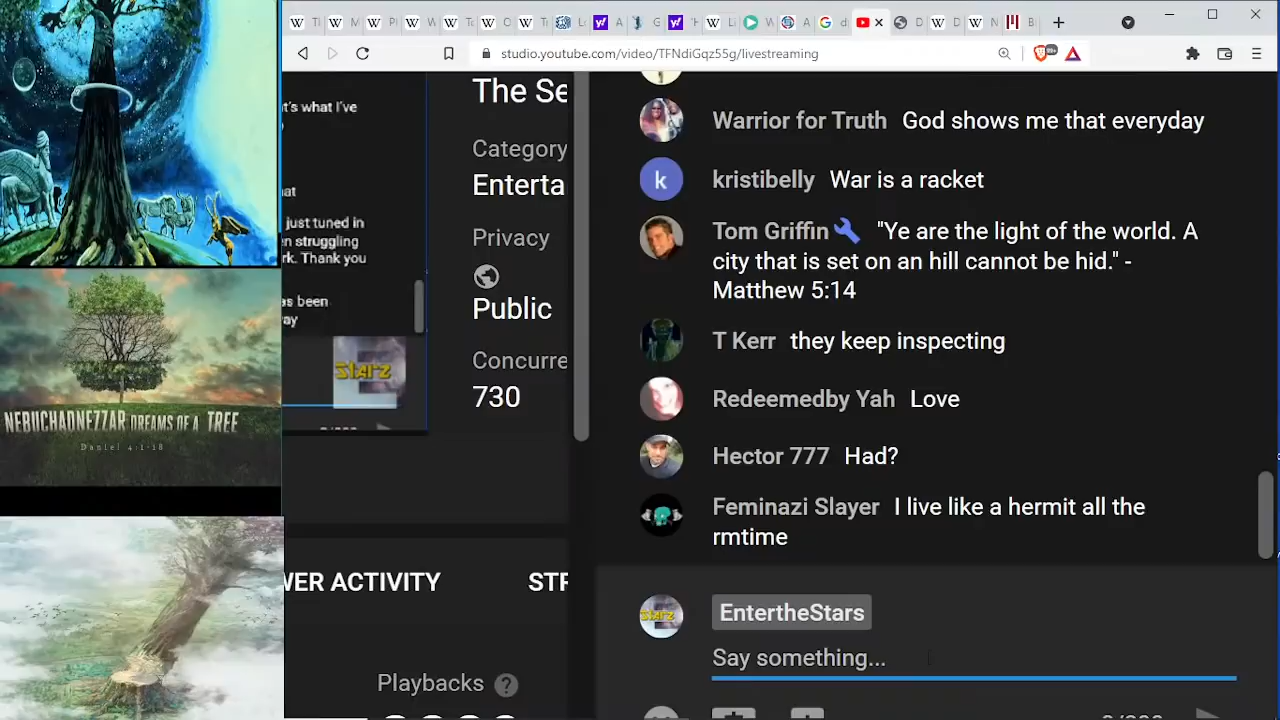 studio.youtube.com/video/TFNdiGqz55g/livestreaming
t's what I've
just tuned in
struggling
Thank you
been
Starz
NEBUCHADNEZZAR DREAMS OF A TREE
Daniel 4:1-18
The Se
Category
Enterta
Privacy
Public
Concurre
730
WER ACTIVITY
STR
Playbacks ?
Warrior for Truth God shows me that everyday
k kristibelly War is a racket
Tom Griffin "Ye are the light of the world. A
city that is set on an hill cannot be hid." -
Matthew 5:14
T Kerr they keep inspecting
Redeemedby Yah Love
Hector 777 Had?
Feminazi Slayer I live like a hermit all the
rmtime
Starz EntertheStars
Say something...